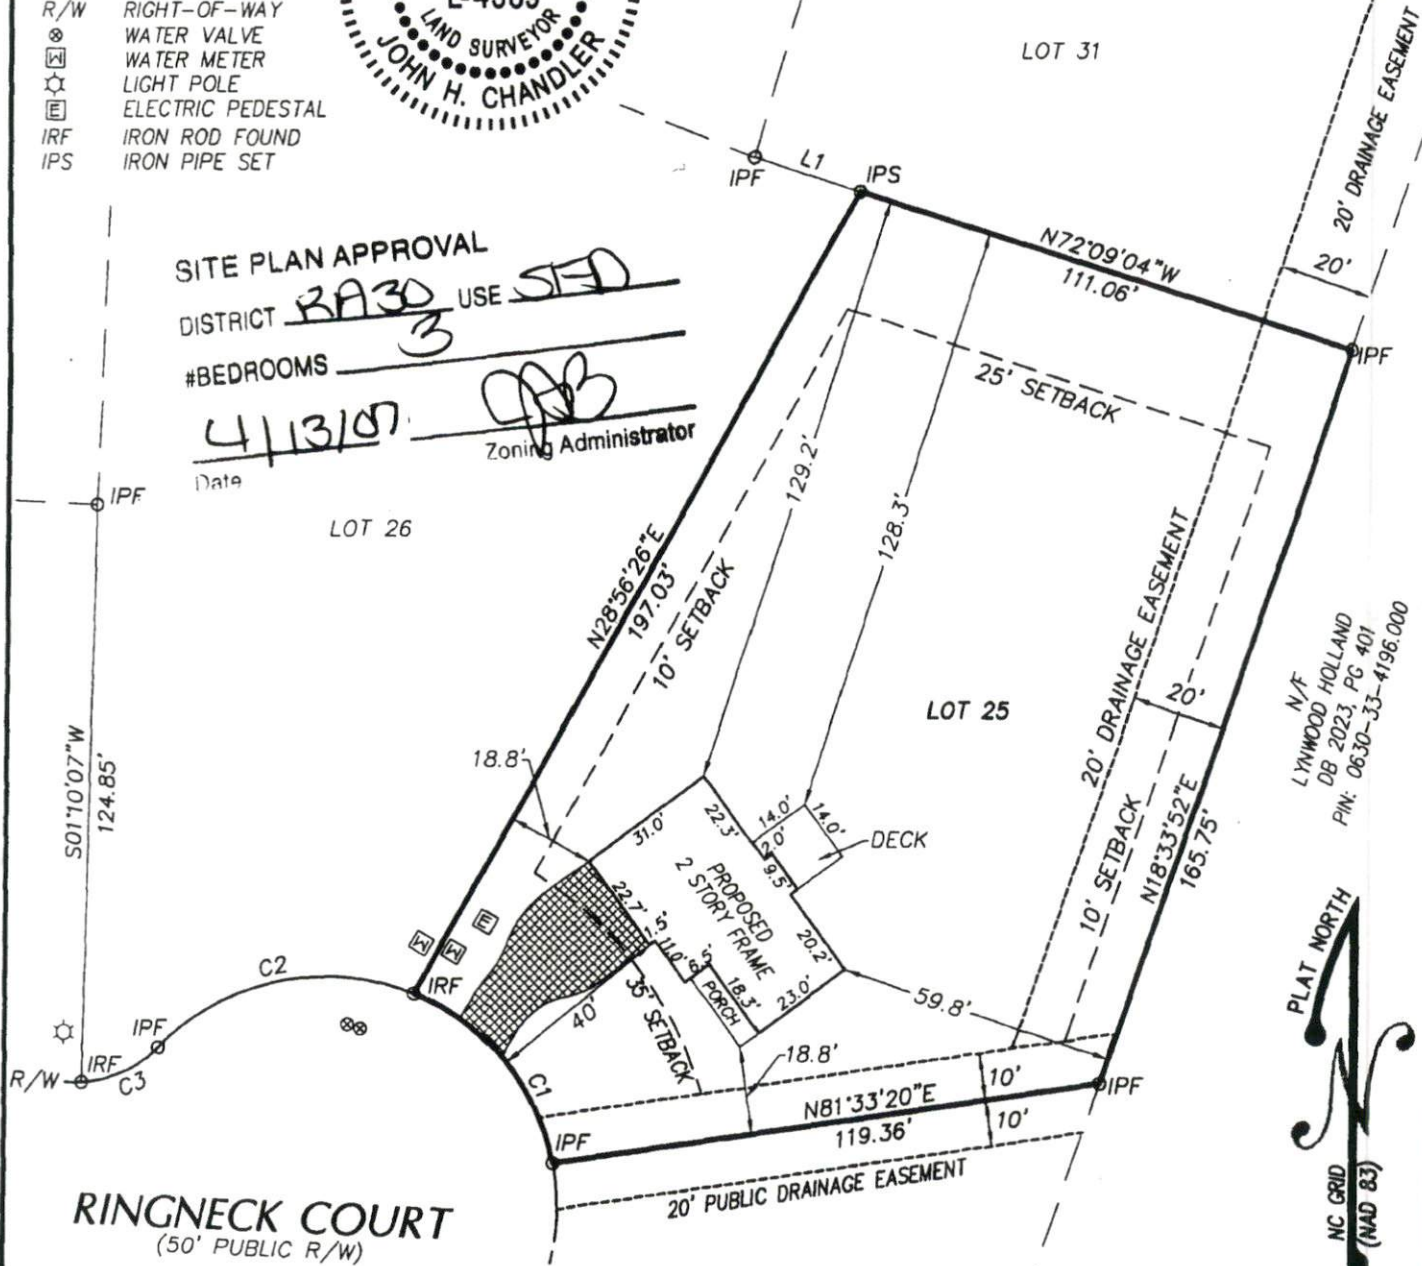 R/W RIGHT-OF-WAY
WATER VALVE
W WATER METER
LIGHT POLE
E ELECTRIC PEDESTAL
IRF IRON ROD FOUND
IPS IRON PIPE SET
LAND SURVEYOR
JOHN H. CHANDLER
LOT 31
20' DRAINAGE EASEMENT
IPF
L1
IPS
N72°09'04"W
111.06'
20'
IPF
SITE PLAN APPROVAL
DISTRICT RA30 USE SFD
#BEDROOMS 3
4/13/07
Date
Zoning Administrator
25' SETBACK
129.2'
128.3'
IPF
LOT 26
N28°56'26"E
197.03'
10' SETBACK
20' DRAINAGE EASEMENT
LOT 25
20'
N/F
LYNWOOD HOLLAND
DB 2023, PG 401
PIN: 0630-33-4196.000
S01°10'07"W
124.85'
18.8'
31.0'
22.3'
14.0'
14.0'
2.0'
9.5'
DECK
PROPOSED
2 STORY FRAME
22.7'
11.0'
18.3'
PORCH
20.2'
23.0'
10' SETBACK
N18°33'52"E
165.75'
W
W
E
C2
IRF
35' SETBACK
40'
59.8'
18.8'
PLAT NORTH
IPF
R/W
IRF
C3
C1
10'
N81°33'20"E
119.36'
10'
IPF
IPF
20' PUBLIC DRAINAGE EASEMENT
RINGNECK COURT
(50' PUBLIC R/W)
NC GRID
(NAD 83)